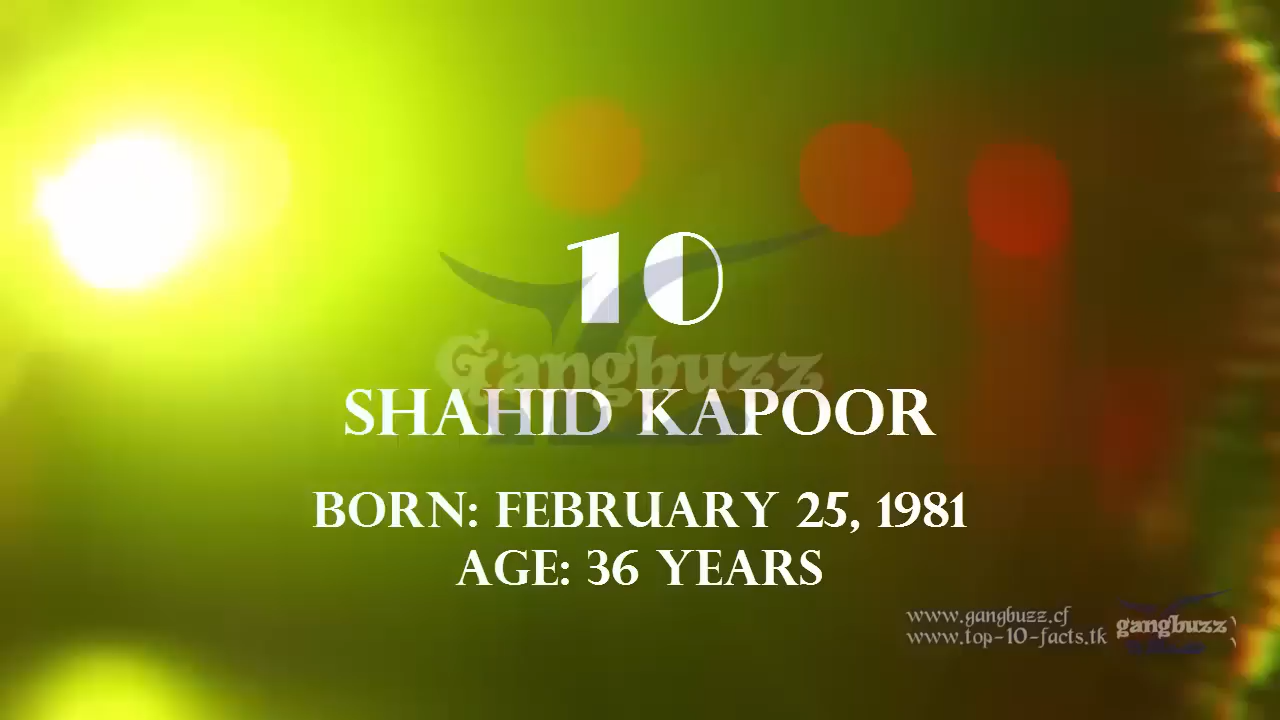 10
Gangbuzz
SHAHID KAPOOR
BORN: FEBRUARY 25, 1981
AGE: 36 YEARS
www.gangbuzz.cf
www.top-10-facts.tk
gangbuzz